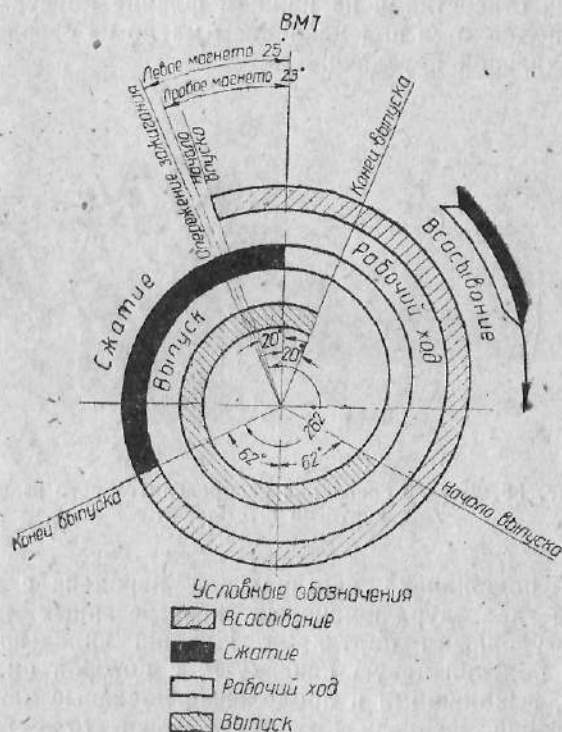 ВМТ
Левое магнето 25°
Правое магнето 23°
Опережение зажигания
Начало
впуска
Конец выпуска
Всасывание
Рабочий ход
Сжатие
Выпуск
20°
20°
262°
62°
62°
Конец выпуска
Начало выпуска
Условные обозначения
Всасывание
Сжатие
Рабочий ход
Выпуск